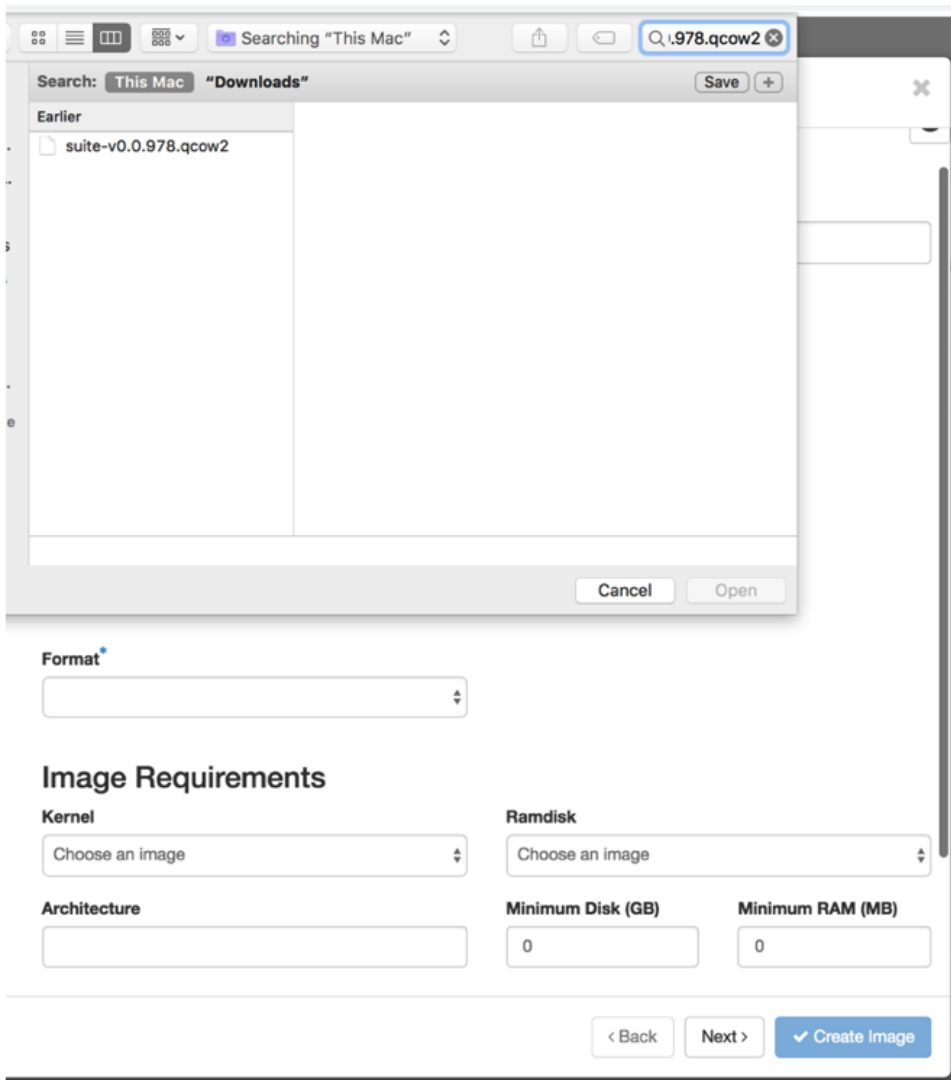 Searching "This Mac"
.978.qcow2
Search: This Mac "Downloads" Save +
Earlier
suite-v0.0.978.qcow2
s
e
Cancel Open
Format*
Image Requirements
Kernel Ramdisk
Choose an image Choose an image
Architecture Minimum Disk (GB) Minimum RAM (MB)
0 0
< Back Next > ✓ Create Image